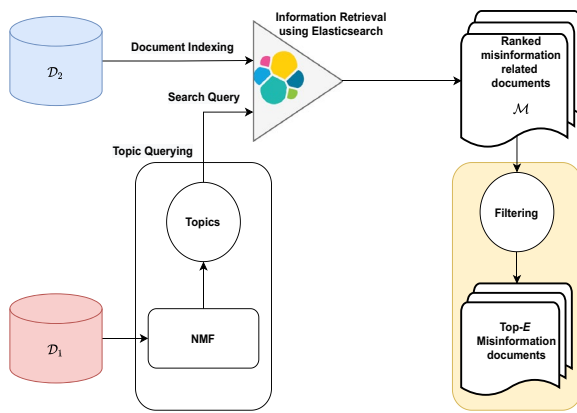 Information Retrieval
using Elasticsearch
Document Indexing
𝒟₂
Search Query
Ranked
misinformation
related
documents
ℳ
Topic Querying
Topics
Filtering
NMF
𝒟₁
Top-E
Misinformation
documents